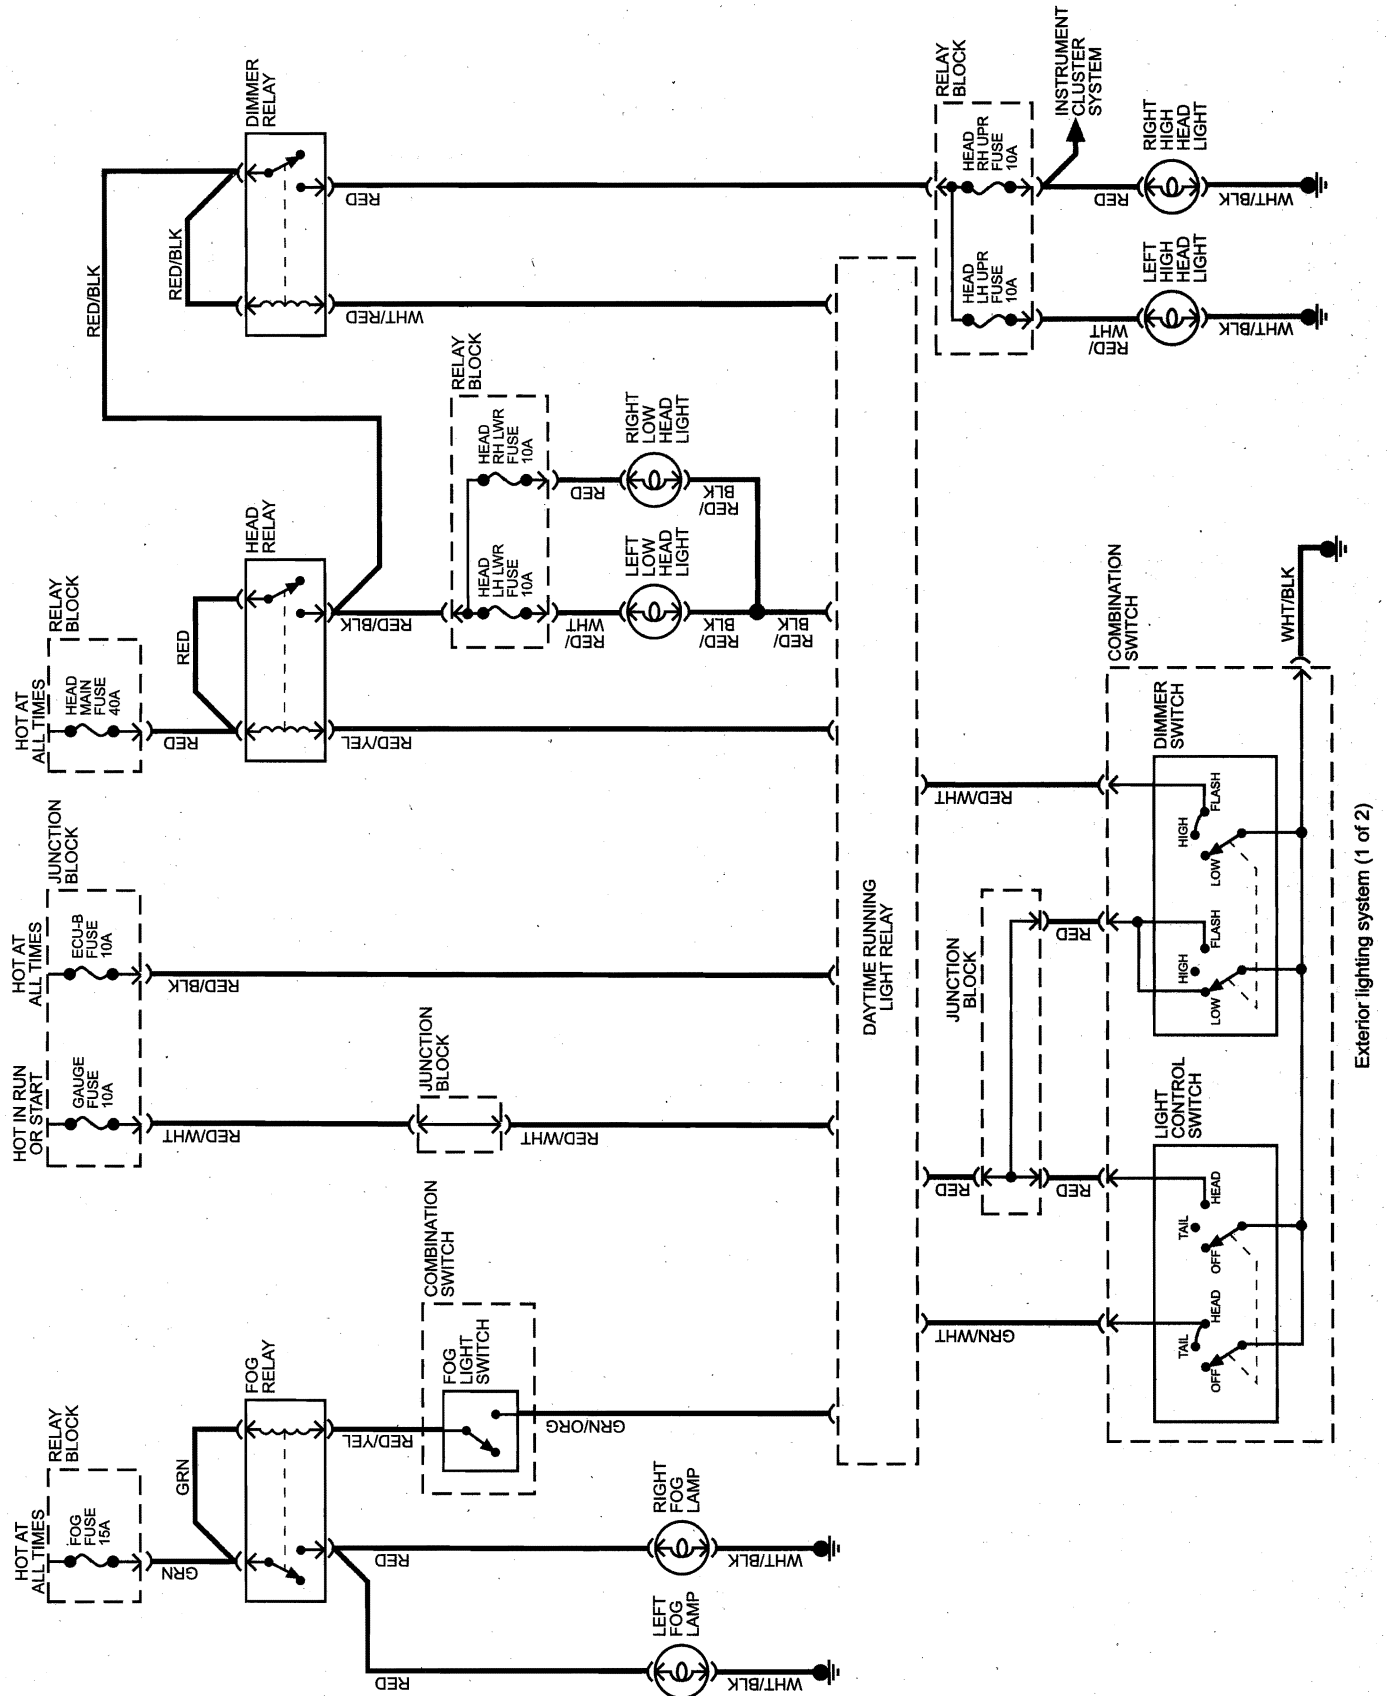 HOT AT
ALL TIMES
FOG
FUSE
15A
RELAY
BLOCK
GRN
GRN
FOG
RELAY
RED
RED
RED/YEL
COMBINATION
SWITCH
FOG
LIGHT
SWITCH
GRN/ORG
LEFT
FOG
LAMP
WHT/BLK
RIGHT
FOG
LAMP
WHT/BLK
HOT IN RUN
OR START
GAUGE
FUSE
10A
HOT AT
ALL TIMES
ECU-B
FUSE
10A
JUNCTION
BLOCK
RED/WHT
JUNCTION
BLOCK
RED/WHT
RED/BLK
HOT AT
ALL TIMES
HEAD
MAIN
FUSE
40A
RELAY
BLOCK
RED
RED
HEAD
RELAY
RED/YEL
RED/BLK
RED/BLK
RED/BLK
DIMMER
RELAY
WHT/RED
RED
RELAY
BLOCK
HEAD
LH LWR
FUSE
10A
HEAD
RH LWR
FUSE
10A
RED/
WHT
RED
LEFT
LOW
HEAD
LIGHT
RIGHT
LOW
HEAD
LIGHT
RED/
BLK
RED/
BLK
RED/
BLK
DAYTIME RUNNING
LIGHT RELAY
RELAY
BLOCK
HEAD
LH UPR
FUSE
10A
HEAD
RH UPR
FUSE
10A
INSTRUMENT
CLUSTER
SYSTEM
RED/
WHT
RED
LEFT
HIGH
HEAD
LIGHT
RIGHT
HIGH
HEAD
LIGHT
WHT/BLK
WHT/BLK
GRN/WHT
RED
JUNCTION
BLOCK
RED
RED
RED/WHT
COMBINATION
SWITCH
LIGHT
CONTROL
SWITCH
OFF
TAIL
HEAD
OFF
TAIL
HEAD
DIMMER
SWITCH
LOW
HIGH
FLASH
LOW
HIGH
FLASH
WHT/BLK
Exterior lighting system (1 of 2)